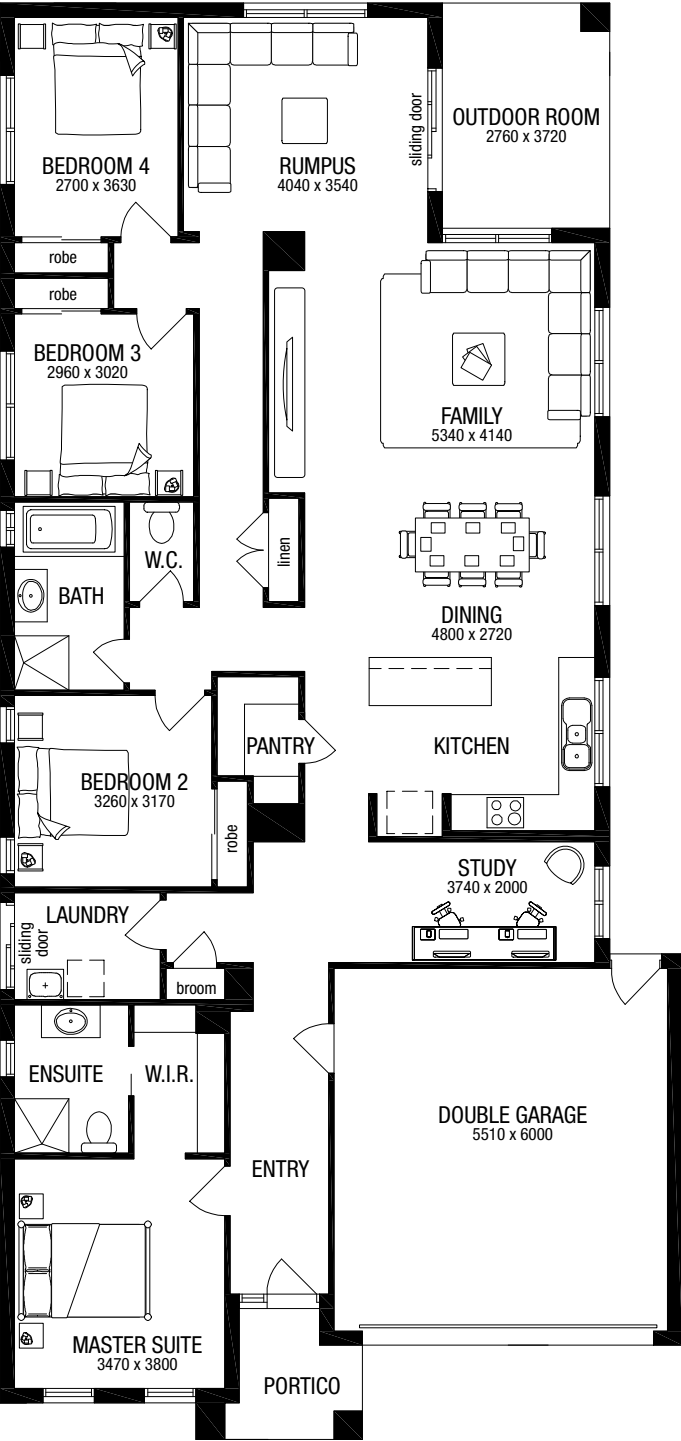 BEDROOM 4
2700 x 3630
RUMPUS
4040 x 3540
sliding door
OUTDOOR ROOM
2760 x 3720
robe
robe
BEDROOM 3
2960 x 3020
FAMILY
5340 x 4140
W.C.
linen
BATH
DINING
4800 x 2720
PANTRY
KITCHEN
BEDROOM 2
3260 x 3170
robe
STUDY
3740 x 2000
LAUNDRY
sliding
door
broom
ENSUITE
W.I.R.
DOUBLE GARAGE
5510 x 6000
ENTRY
MASTER SUITE
3470 x 3800
PORTICO